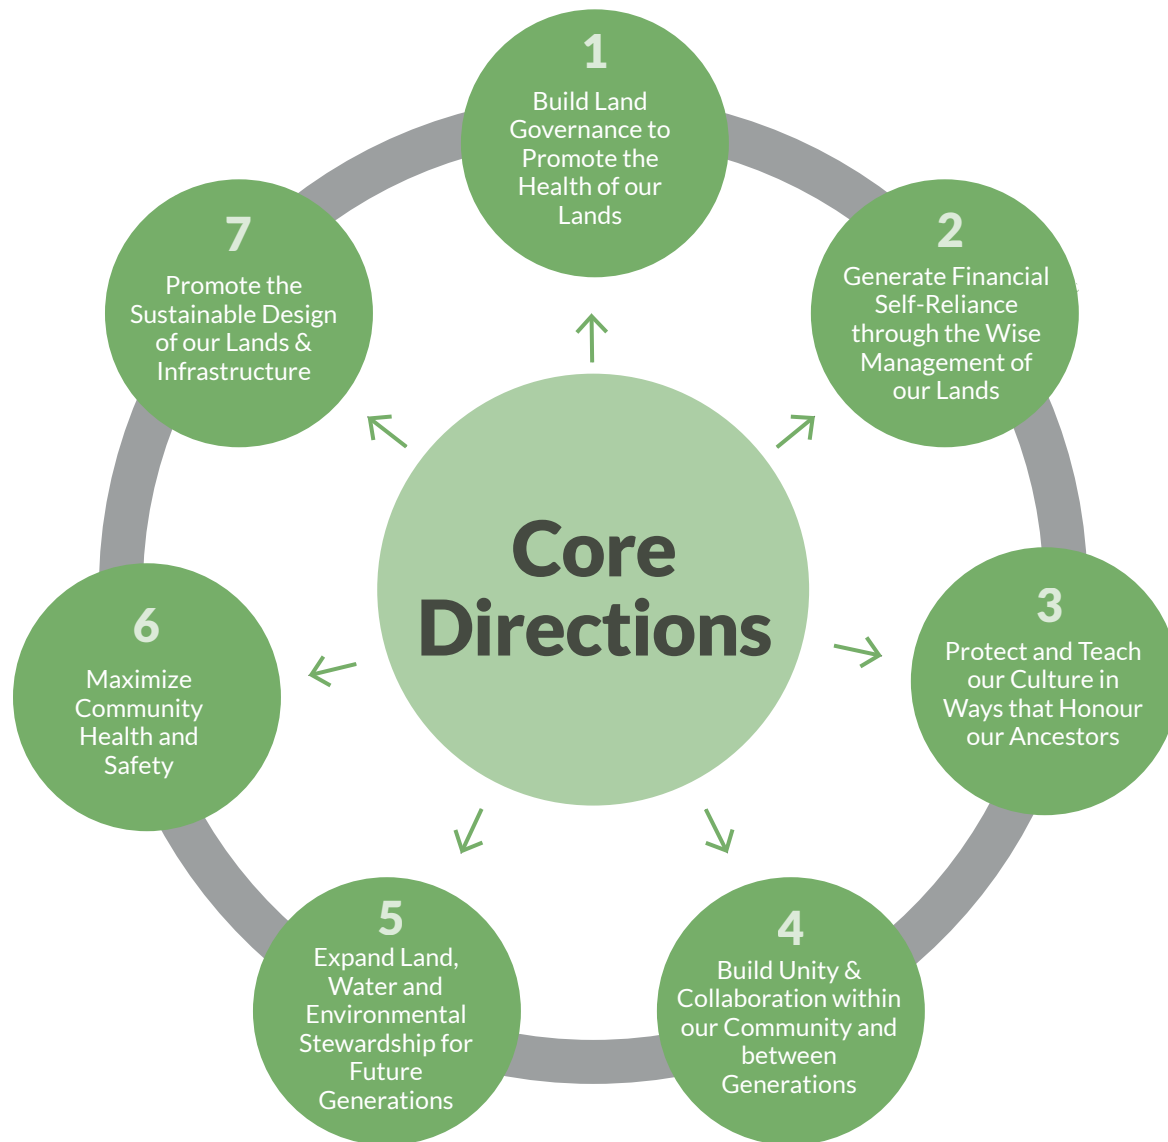 1
Build Land
Governance to
Promote the
Health of our
Lands
2
Generate Financial
Self-Reliance
through the Wise
Management of
our Lands
3
Protect and Teach
our Culture in
Ways that Honour
our Ancestors
4
Build Unity &
Collaboration within
our Community and
between
Generations
5
Expand Land,
Water and
Environmental
Stewardship for
Future
Generations
6
Maximize
Community
Health and
Safety
7
Promote the
Sustainable Design
of our Lands &
Infrastructure
Core
Directions